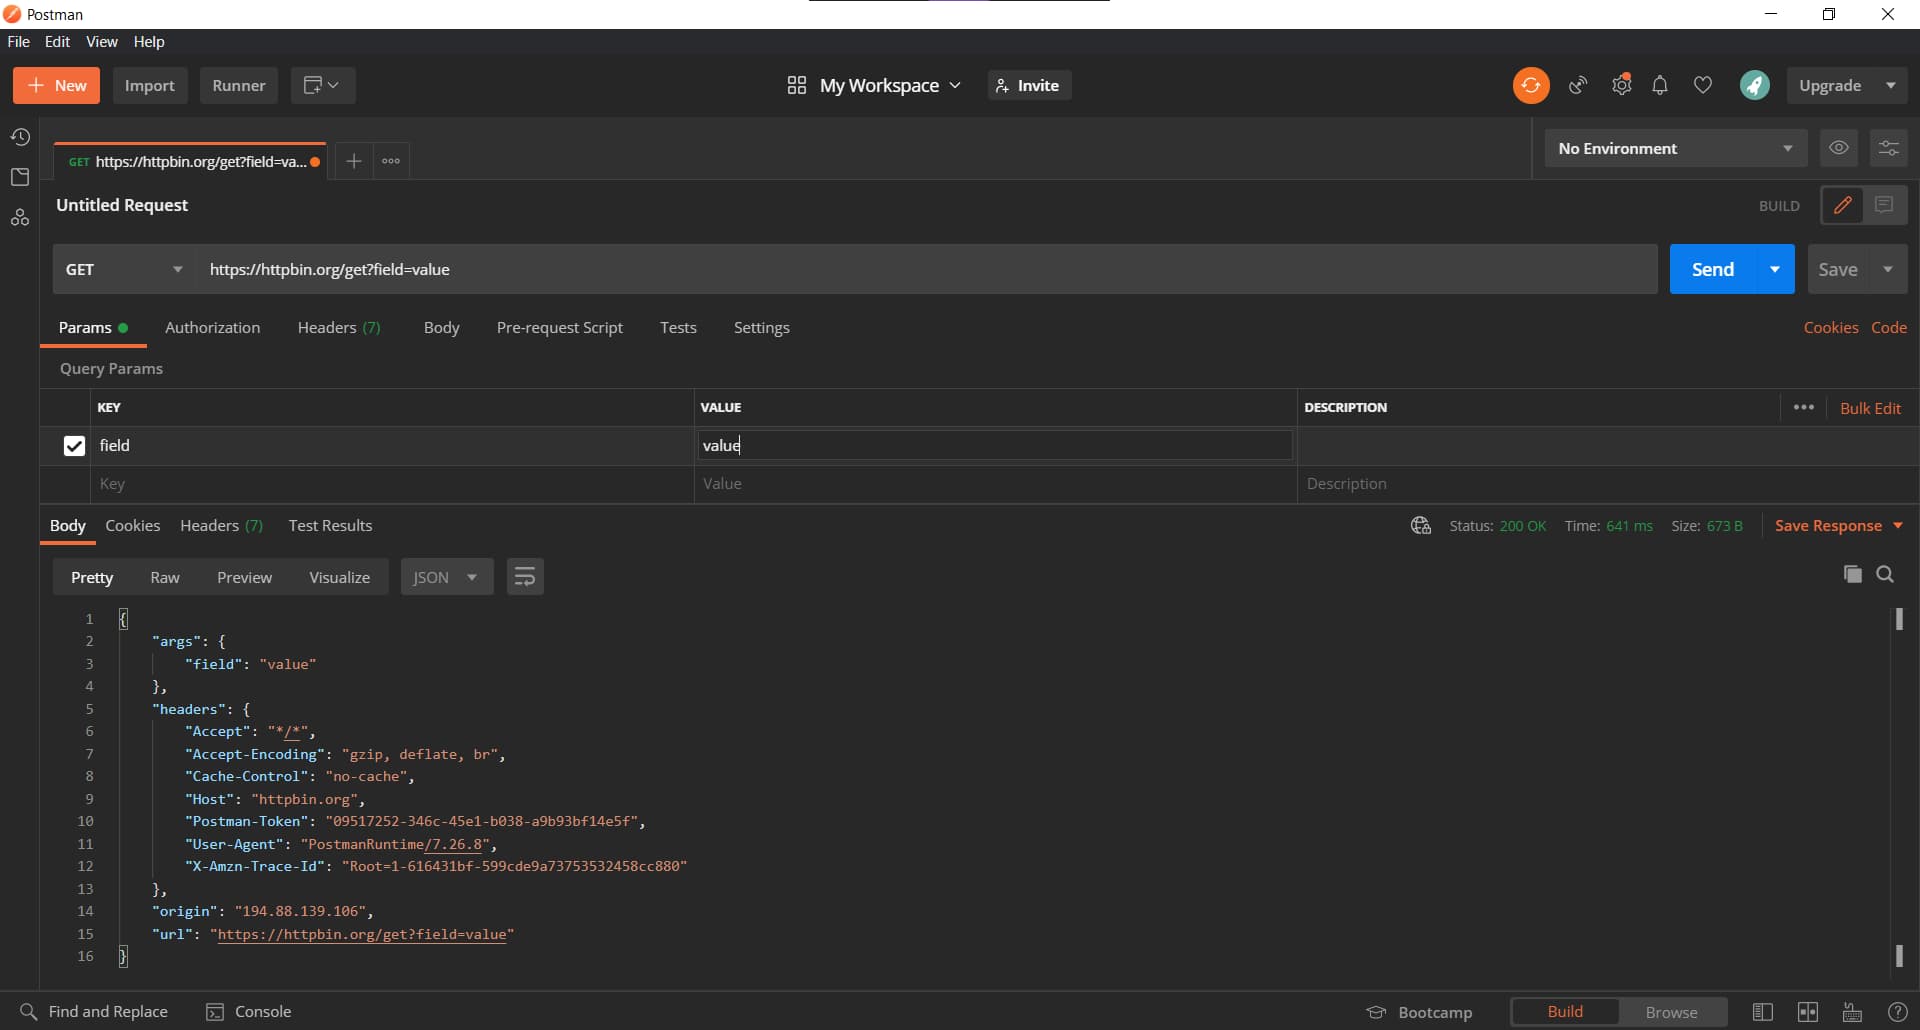 Postman
File Edit View Help
+ New Import Runner My Workspace Invite Upgrade
GET https://httpbin.org/get?field=va... No Environment
Untitled Request BUILD
GET https://httpbin.org/get?field=value Send Save
Params Authorization Headers (7) Body Pre-request Script Tests Settings Cookies Code
Query Params
KEY VALUE DESCRIPTION ••• Bulk Edit
field value
Key Value Description
Body Cookies Headers (7) Test Results Status: 200 OK Time: 641 ms Size: 673 B Save Response
Pretty Raw Preview Visualize JSON
1 {
2 "args": {
3 "field": "value"
4 },
5 "headers": {
6 "Accept": "*/*",
7 "Accept-Encoding": "gzip, deflate, br",
8 "Cache-Control": "no-cache",
9 "Host": "httpbin.org",
10 "Postman-Token": "09517252-346c-45e1-b038-a9b93bf14e5f",
11 "User-Agent": "PostmanRuntime/7.26.8",
12 "X-Amzn-Trace-Id": "Root=1-616431bf-599cde9a73753532458cc880"
13 },
14 "origin": "194.88.139.106",
15 "url": "https://httpbin.org/get?field=value"
16 }
Find and Replace Console Bootcamp Build Browse